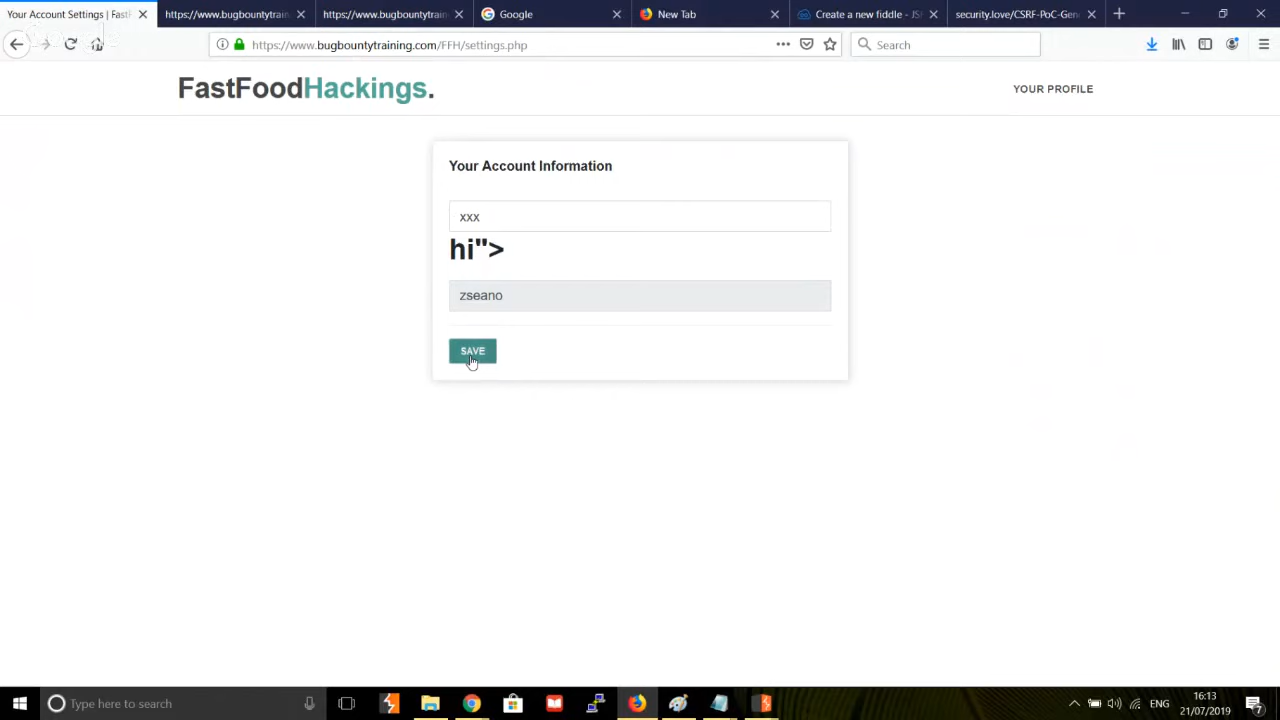 Your Account Settings | Fast
https://www.bugbountytrain
https://www.bugbountytrain
Google
New Tab
Create a new fiddle - JS
security.love/CSRF-PoC-Gen
https://www.bugbountytraining.com/FFH/settings.php
Search
FastFoodHackings.
YOUR PROFILE
Your Account Information
xxx
hi">
zseano
SAVE
Type here to search
ENG
16:13
21/07/2019
7